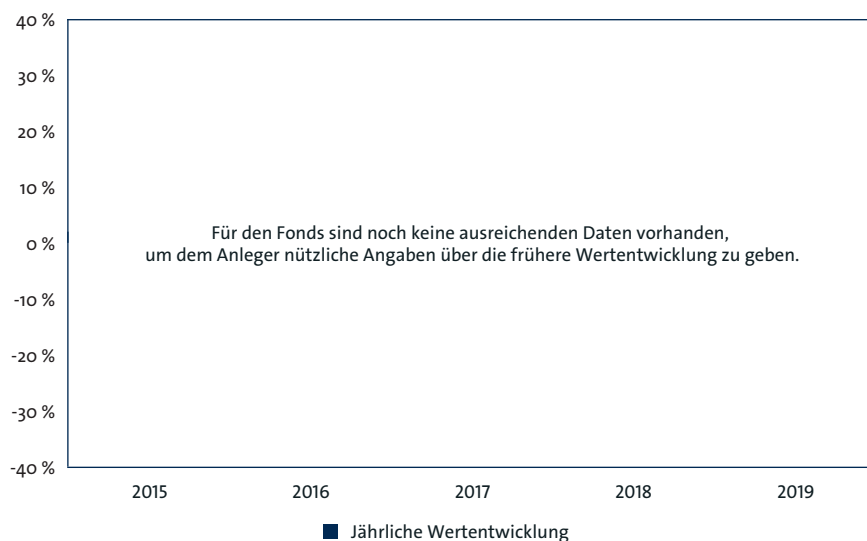 40 %
30 %
20 %
10 %
0 %
-10 %
-20 %
-30 %
-40 %
Für den Fonds sind noch keine ausreichenden Daten vorhanden,
um dem Anleger nützliche Angaben über die frühere Wertentwicklung zu geben.
2015 2016 2017 2018 2019
Jährliche Wertentwicklung